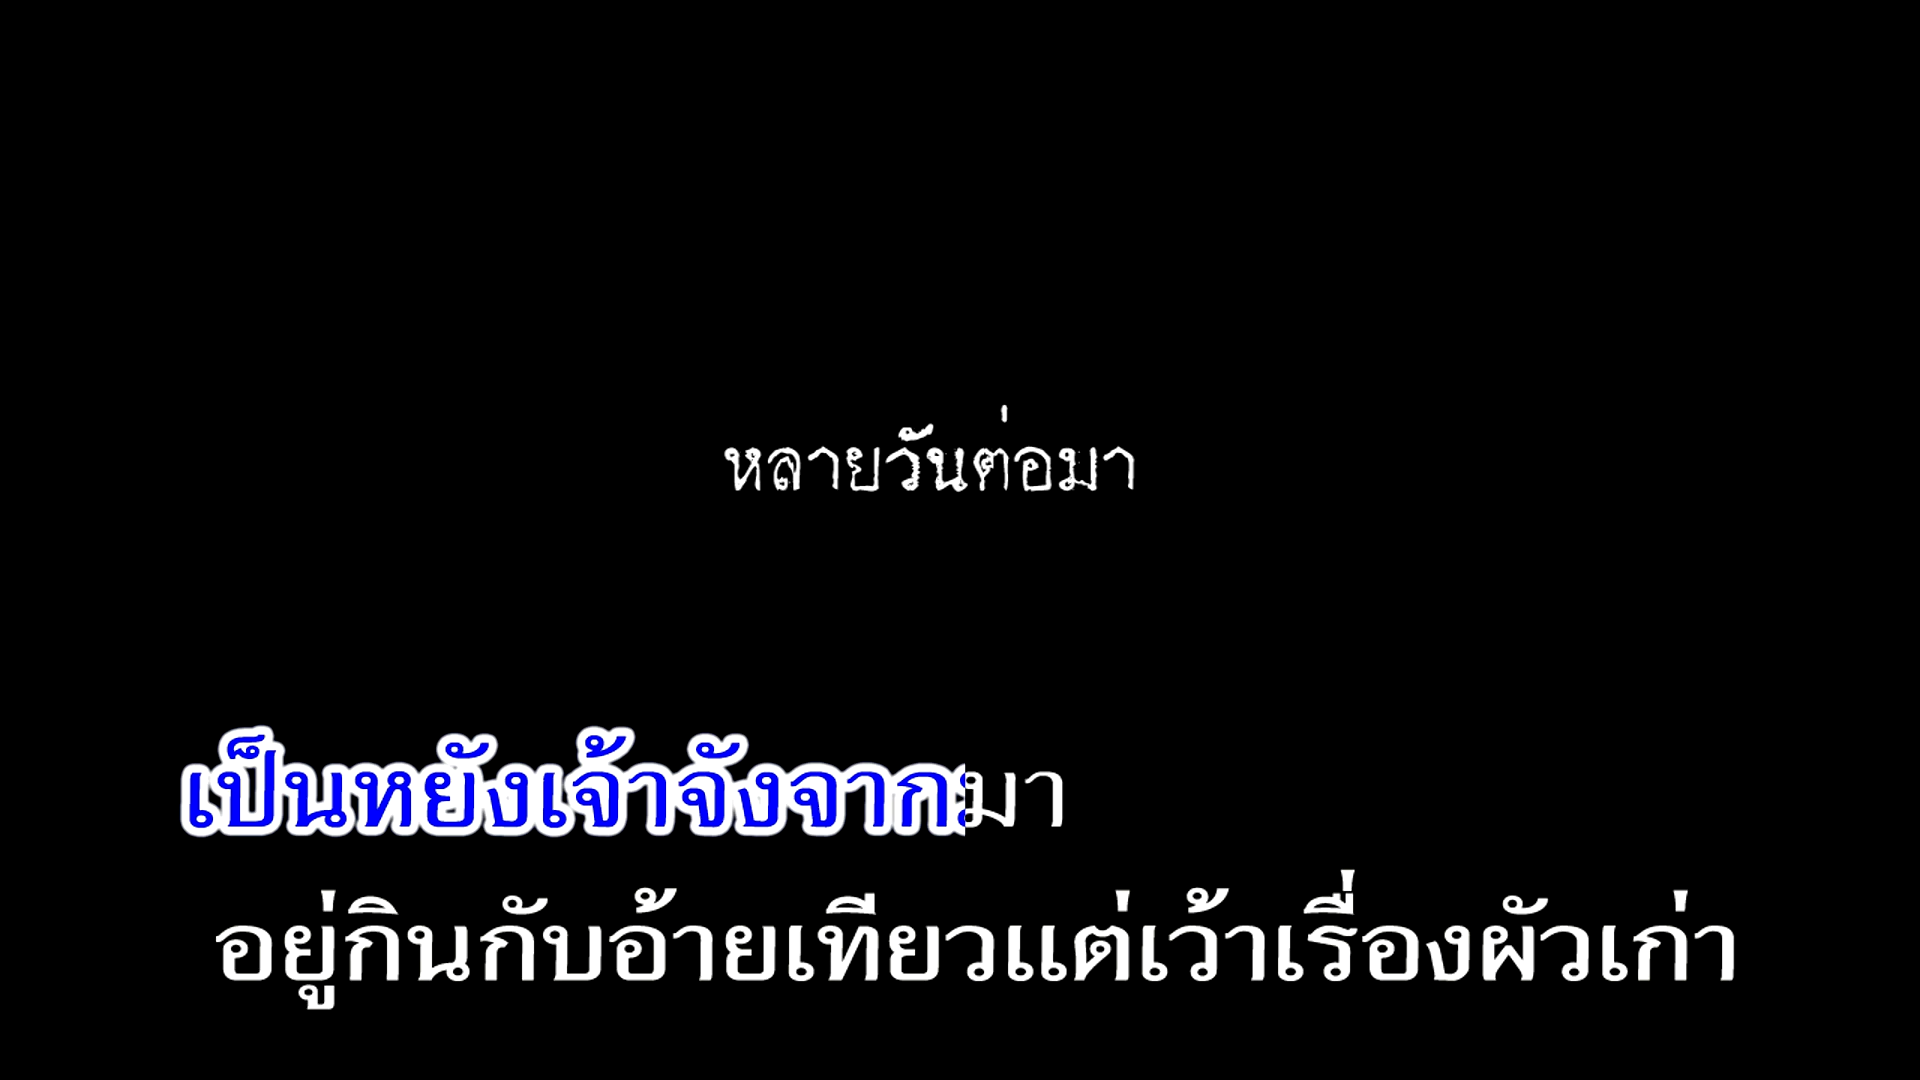 หลายวันต่อมา
เป็นหยังเจ้าจังจากมา
อยู่กินกับอ้ายเทียวแต่เว้าเรื่องผัวเก่า